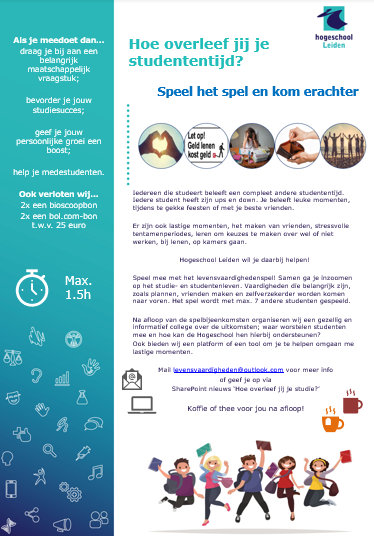 Als je meedoet dan...
draag je bij aan een
belangrijk
maatschappelijk
vraagstuk;
bevorder je jouw
studiesucces;
geef je jouw
persoonlijke groei een
boost;
help je medestudenten.
Ook verloten wij...
2x een bioscoopbon
2x een bol.com-bon
t.w.v. 25 euro
Max.
1.5h
hogeschool
Leiden
Hoe overleef jij je
studententijd?
Speel het spel en kom erachter
Let op!
Geld lenen
kost geld
Iedereen die studeert beleeft een compleet andere studententijd.
Iedere student heeft zijn ups en down. Je beleeft leuke momenten,
tijdens te gekke feesten of met je beste vrienden.
Er zijn ook lastige momenten, het maken van vrienden, stressvolle
tentamenperiodes, leren om keuzes te maken over wel of niet
werken, bij lenen, op kamers gaan.
Hogeschool Leiden wil je daarbij helpen!
Speel mee met het levensvaardighedenspel! Samen ga je inzoomen
op het studie- en studentenleven. Vaardigheden die belangrijk zijn,
zoals plannen, vrienden maken en zelfverzekerder worden komen
naar voren. Het spel wordt met max. 7 andere studenten gespeeld.
Na afloop van de spelbijeenkomsten organiseren wij een gezellig en
informatief college over de uitkomsten; waar worstelen studenten
mee en hoe kan de Hogeschool hen hierbij ondersteunen?
Ook bieden wij een platform of een tool om je te helpen omgaan me
lastige momenten.
Mail levensvaardigheden@outlook.com voor meer info
of geef je op via
SharePoint nieuws 'Hoe overleef jij je studie?'
Koffie of thee voor jou na afloop!